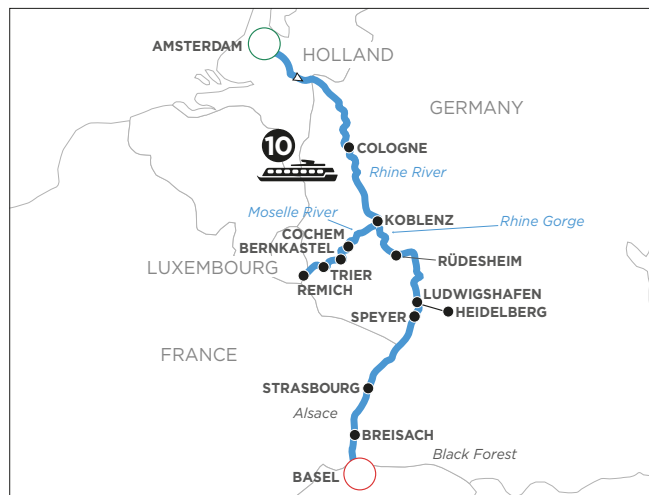 AMSTERDAM
HOLLAND
GERMANY
10
COLOGNE
Rhine River
Moselle River
KOBLENZ
Rhine Gorge
COCHEM
BERNKASTEL
LUXEMBOURG
TRIER
RÜDESHEIM
REMICH
LUDWIGSHAFEN
SPEYER
HEIDELBERG
FRANCE
STRASBOURG
Alsace
BREISACH
Black Forest
BASEL